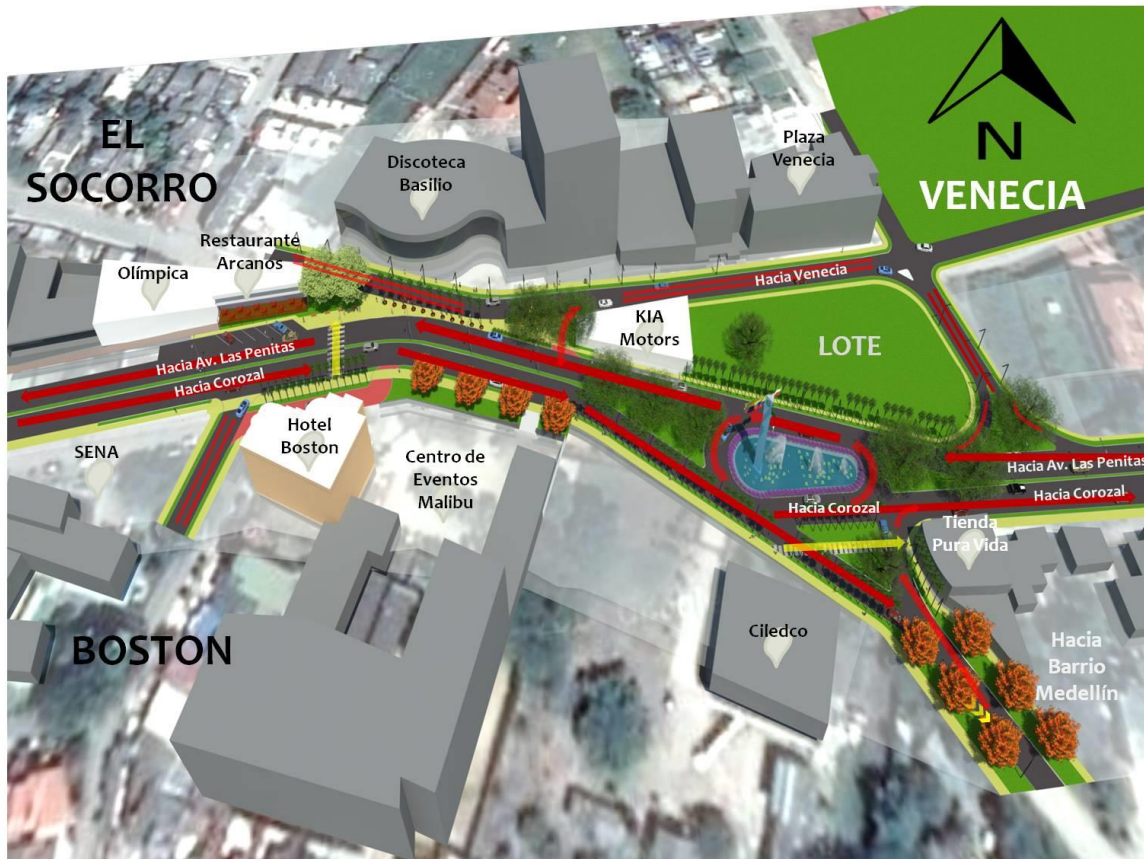 EL
SOCORRO
Discoteca
Basilio
Plaza
Venecia
N
VENECIA
Restaurante
Arcanos
Olímpica
Hacia Venecia
KIA
Motors
LOTE
Hacia Av. Las Penitas
Hacia Corozal
SENA
Hotel
Boston
Centro de
Eventos
Malibu
Hacia Av. Las Penitas
Hacia Corozal
Hacia Corozal
Tienda
Pura Vida
BOSTON
Ciledco
Hacia
Barrio
Medellín